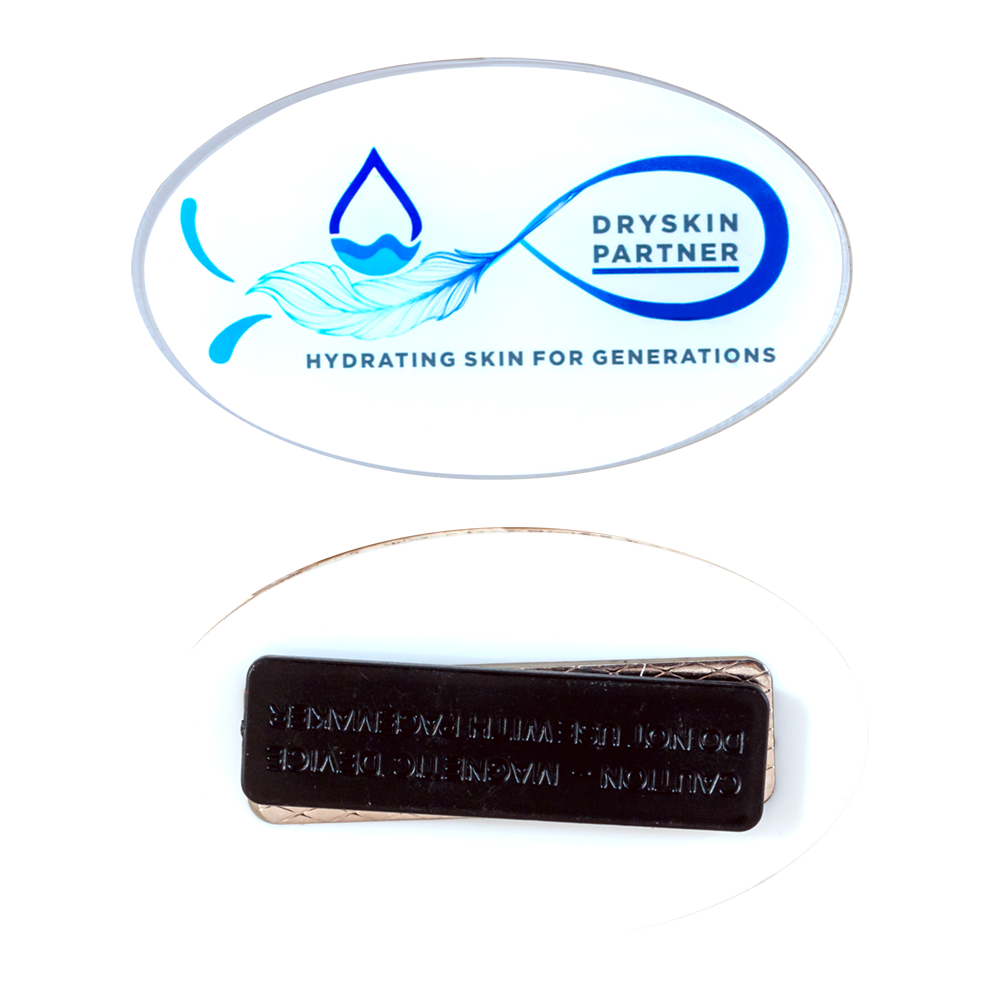 DRYSKIN
PARTNER
HYDRATING SKIN FOR GENERATIONS
CAUTION - MAGNETIC DEVICE
DO NOT USE WITH PACEMAKER